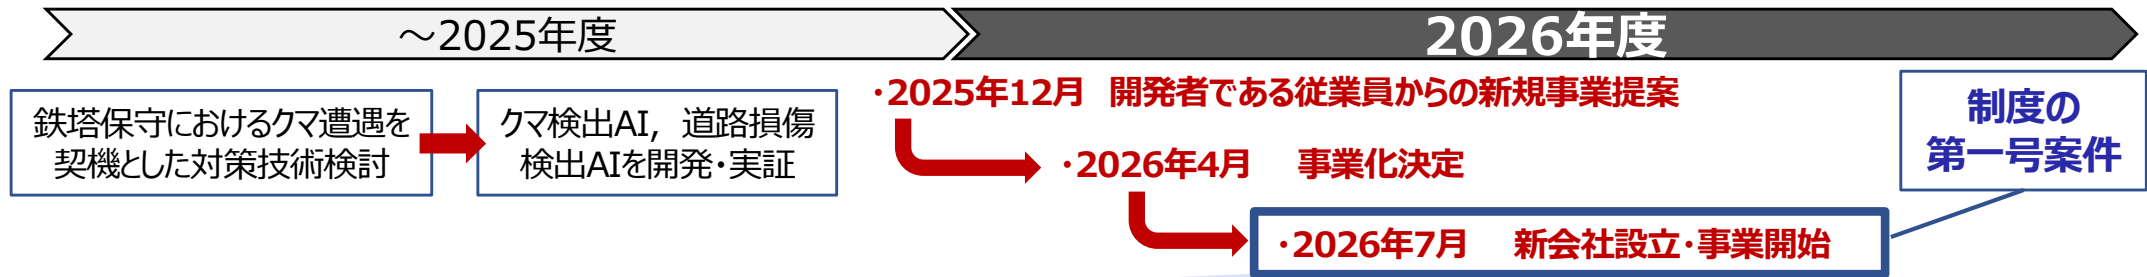 ～2025年度
2026年度
鉄塔保守におけるクマ遭遇を
契機とした対策技術検討
クマ検出AI，道路損傷
検出AIを開発・実証
・2025年12月　開発者である従業員からの新規事業提案
・2026年4月　事業化決定
・2026年7月　新会社設立・事業開始
制度の
第一号案件